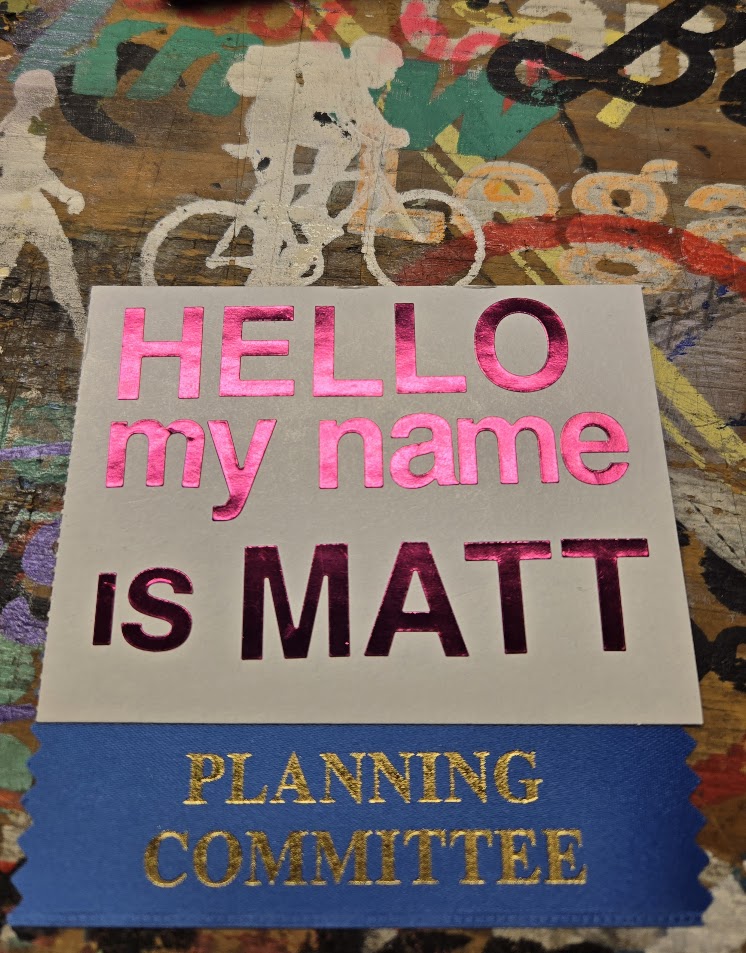 HELLO
my name
is MATT
PLANNING
COMMITTEE